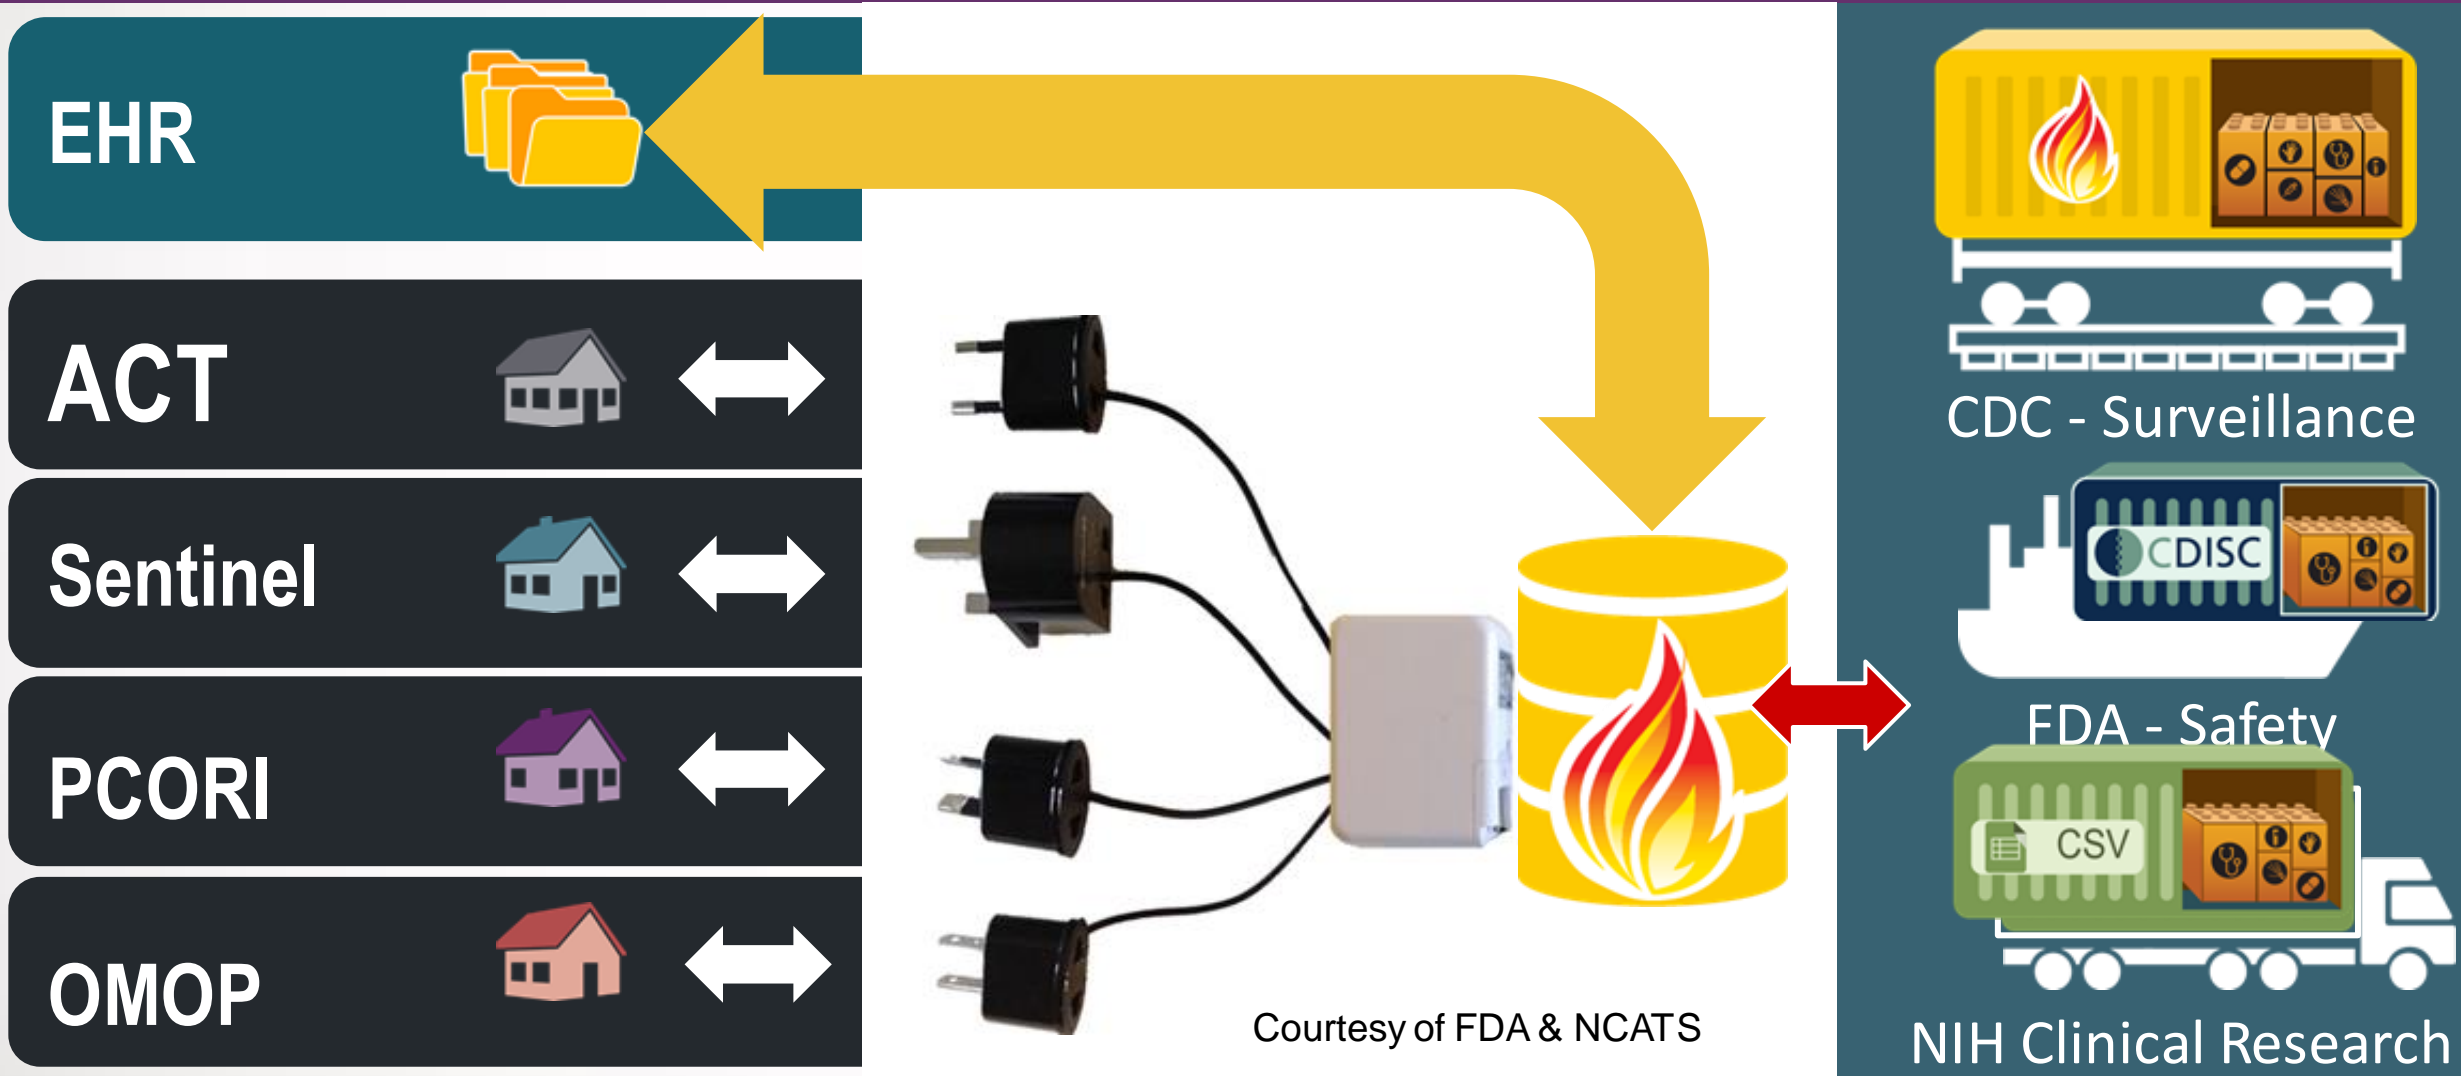 EHR
ACT
Sentinel
PCORI
OMOP
Courtesy of FDA & NCATS
CDC - Surveillance
CDISC
FDA - Safety
CSV
NIH Clinical Research